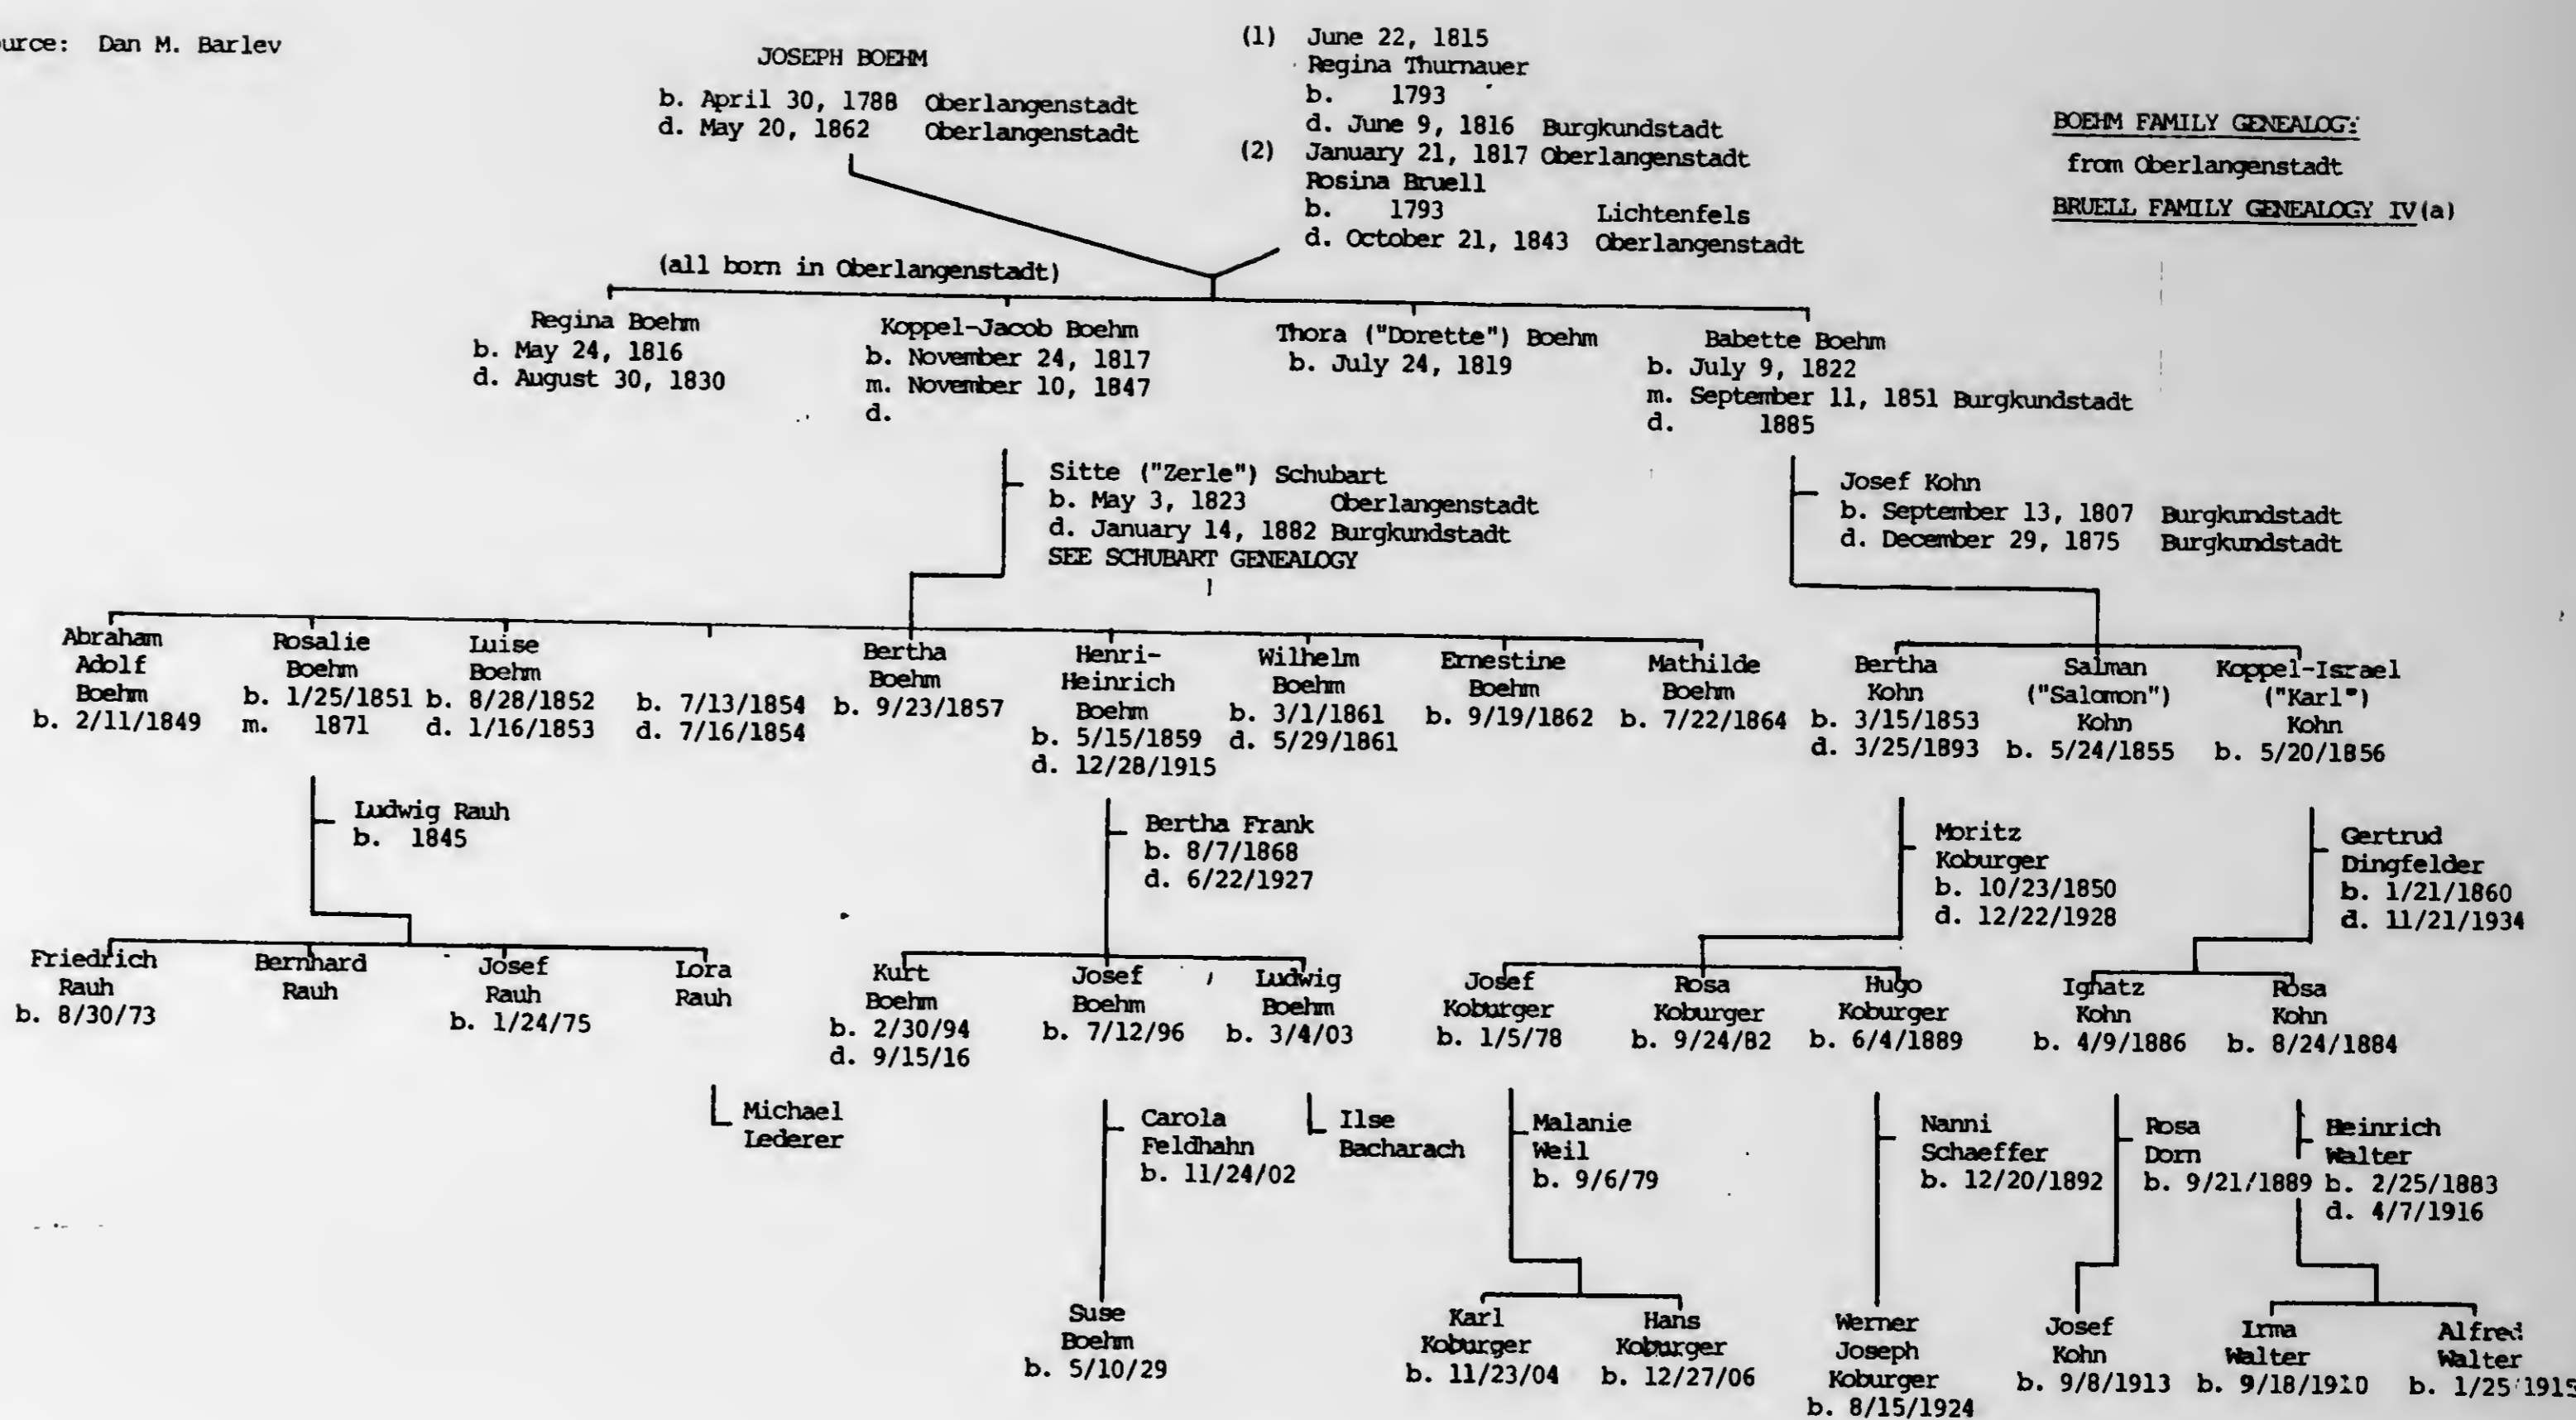 ource: Dan M. Barlev
JOSEPH BOEHM
b. April 30, 1788 Oberlangenstadt
d. May 20, 1862 Oberlangenstadt
(1) June 22, 1815
Regina Thurnauer
b. 1793
d. June 9, 1816 Burgkundstadt
(2) January 21, 1817 Oberlangenstadt
Rosina Bruell
b. 1793 Lichtenfels
d. October 21, 1843 Oberlangenstadt
BOEHM FAMILY GENEALOG:
from Oberlangenstadt
BRUELL FAMILY GENEALOGY IV(a)
(all born in Oberlangenstadt)
Regina Boehm
b. May 24, 1816
d. August 30, 1830
Koppel-Jacob Boehm
b. November 24, 1817
m. November 10, 1847
d.
Thora ("Dorette") Boehm
b. July 24, 1819
Babette Boehm
b. July 9, 1822
m. September 11, 1851 Burgkundstadt
d. 1885
Sitte ("Zerle") Schubart
b. May 3, 1823 Oberlangenstadt
d. January 14, 1882 Burgkundstadt
SEE SCHUBART GENEALOGY
Josef Kohn
b. September 13, 1807 Burgkundstadt
d. December 29, 1875 Burgkundstadt
Abraham
Adolf
Boehm
b. 2/11/1849
Rosalie
Boehm
b. 1/25/1851
m. 1871
Luise
Boehm
b. 8/28/1852
d. 1/16/1853
b. 7/13/1854
d. 7/16/1854
Bertha
Boehm
b. 9/23/1857
Henri-
Heinrich
Boehm
b. 5/15/1859
d. 12/28/1915
Wilhelm
Boehm
b. 3/1/1861
d. 5/29/1861
Ernestine
Boehm
b. 9/19/1862
Mathilde
Boehm
b. 7/22/1864
Bertha
Kohn
b. 3/15/1853
d. 3/25/1893
Salman
("Salomon")
Kohn
b. 5/24/1855
Koppel-Israel
("Karl")
Kohn
b. 5/20/1856
Ludwig Rauh
b. 1845
Bertha Frank
b. 8/7/1868
d. 6/22/1927
Moritz
Koburger
b. 10/23/1850
d. 12/22/1928
Gertrud
Dingfelder
b. 1/21/1860
d. 11/21/1934
Friedrich
Rauh
b. 8/30/73
Bernhard
Rauh
Josef
Rauh
b. 1/24/75
Lora
Rauh
Kurt
Boehm
b. 2/30/94
d. 9/15/16
Josef
Boehm
b. 7/12/96
Ludwig
Boehm
b. 3/4/03
Josef
Koburger
b. 1/5/78
Rosa
Koburger
b. 9/24/82
Hugo
Koburger
b. 6/4/1889
Ignatz
Kohn
b. 4/9/1886
Rosa
Kohn
b. 8/24/1884
Michael
Lederer
Carola
Feldhahn
b. 11/24/02
Ilse
Bacharach
Malanie
Weil
b. 9/6/79
Nanni
Schaeffer
b. 12/20/1892
Rosa
Dorn
b. 9/21/1889
Heinrich
Walter
b. 2/25/1883
d. 4/7/1916
Suse
Boehm
b. 5/10/29
Karl
Koburger
b. 11/23/04
Hans
Koburger
b. 12/27/06
Werner
Joseph
Koburger
b. 8/15/1924
Josef
Kohn
b. 9/8/1913
Irma
Walter
b. 9/18/1910
Alfred
Walter
b. 1/25/1915